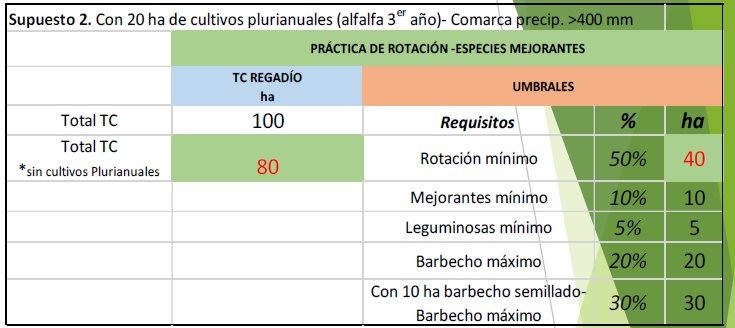 Supuesto 2. Con 20 ha de cultivos plurianuales (alfalfa 3er año)- Comarca precip. >400 mm
PRÁCTICA DE ROTACIÓN -ESPECIES MEJORANTES
TC REGADÍO
ha
UMBRALES
Total TC 100 Requisitos % ha
Total TC
*sin cultivos Plurianuales 80 Rotación mínimo 50% 40
Mejorantes mínimo 10% 10
Leguminosas mínimo 5% 5
Barbecho máximo 20% 20
Con 10 ha barbecho semillado-
Barbecho máximo 30% 30